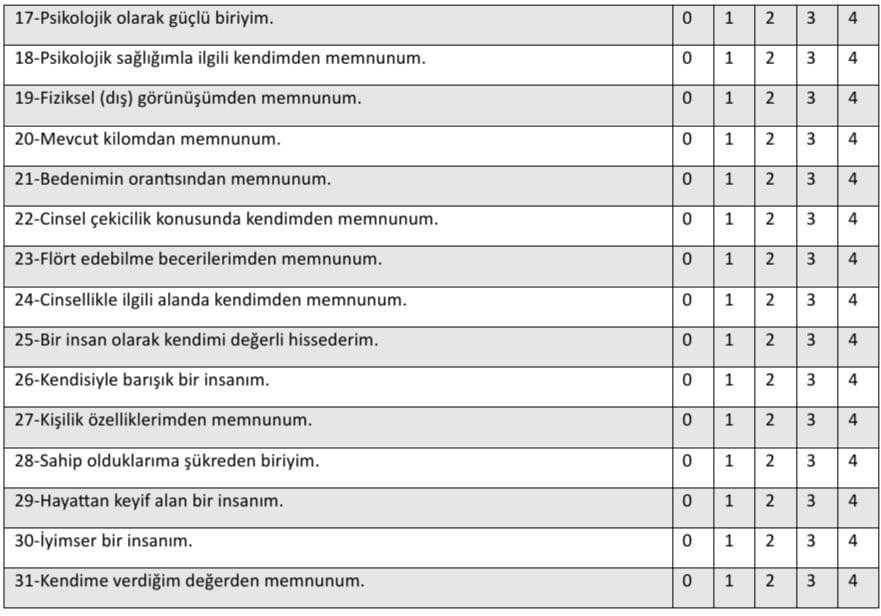 17-Psikolojik olarak güçlü biriyim. 0 1 2 3 4
18-Psikolojik sağlığımla ilgili kendimden memnunum. 0 1 2 3 4
19-Fiziksel (dış) görünüşümden memnunum. 0 1 2 3 4
20-Mevcut kilomdan memnunum. 0 1 2 3 4
21-Bedenimin orantısından memnunum. 0 1 2 3 4
22-Cinsel çekicilik konusunda kendimden memnunum. 0 1 2 3 4
23-Flört edebilme becerilerimden memnunum. 0 1 2 3 4
24-Cinsellikle ilgili alanda kendimden memnunum. 0 1 2 3 4
25-Bir insan olarak kendimi değerli hissederim. 0 1 2 3 4
26-Kendisiyle barışık bir insanım. 0 1 2 3 4
27-Kişilik özelliklerimden memnunum. 0 1 2 3 4
28-Sahip olduklarıma şükreden biriyim. 0 1 2 3 4
29-Hayattan keyif alan bir insanım. 0 1 2 3 4
30-İyimser bir insanım. 0 1 2 3 4
31-Kendime verdiğim değerden memnunum. 0 1 2 3 4